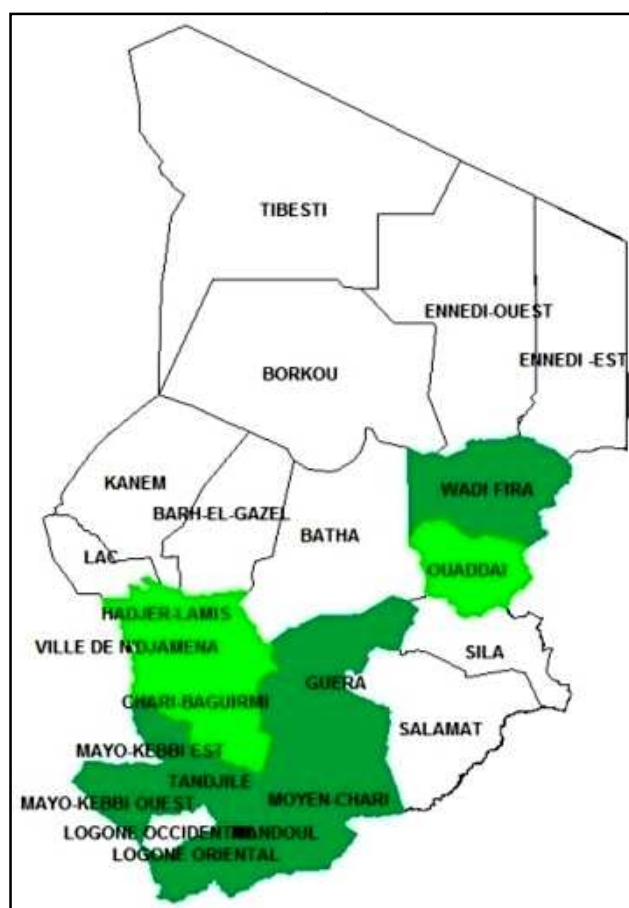 TIBESTI
ENNEDI-OUEST
ENNEDI -EST
BORKOU
KANEM
WADI FIRA
BARH-EL-GAZEL
BATHA
LAC
OUADDAI
HADJER-LAMIS
VILLE DE N'DJAMENA
SILA
GUERA
CHARI-BAGUIRMI
SALAMAT
MAYO-KEBBI EST
TANDJILE
MAYO-KEBBI OUEST
MOYEN-CHARI
LOGONE OCCIDENTAL
MANDOUL
LOGONE ORIENTAL